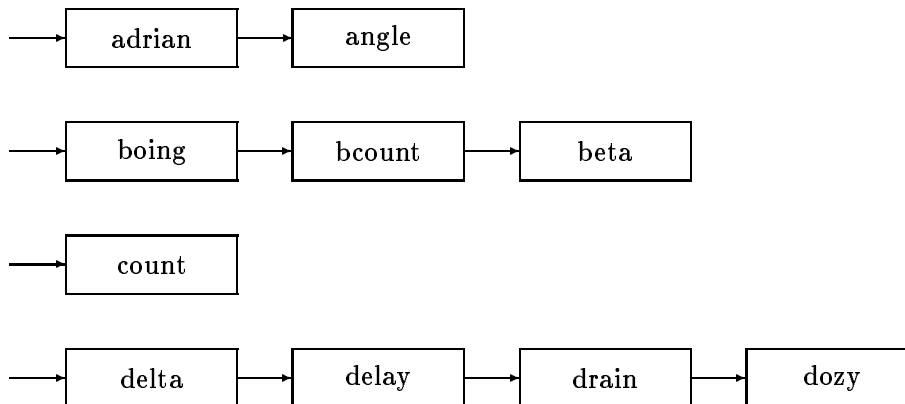 adrian angle
boing bcount beta
count
delta delay drain dozy